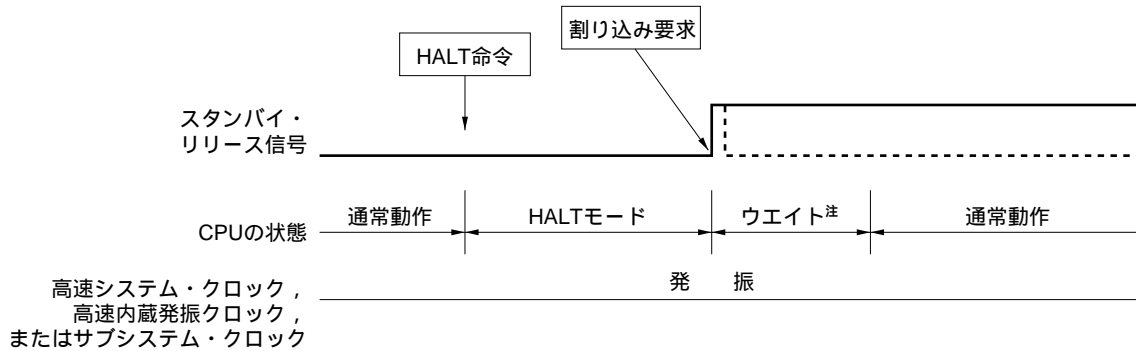 割り込み要求
HALT命令
スタンバイ・
リリース信号
通常動作 HALTモード ウエイト注 通常動作
CPUの状態
発 振
高速システム・クロック，
高速内蔵発振クロック，
またはサブシステム・クロック